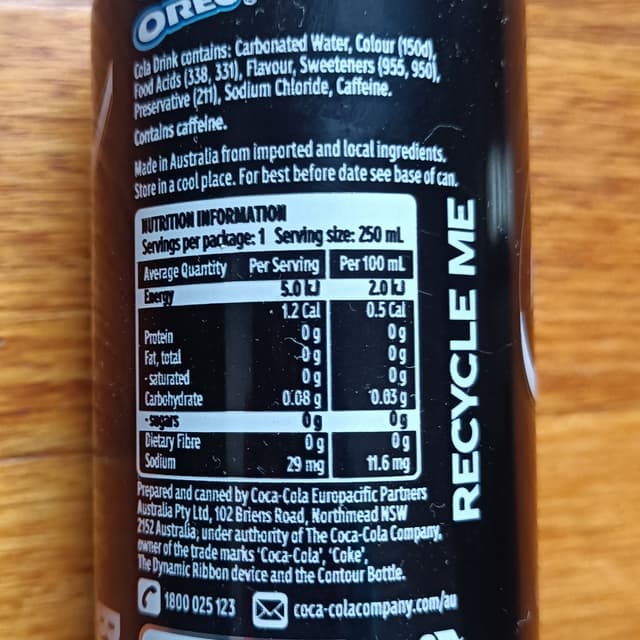 OREO
Cola Drink contains: Carbonated Water, Colour (150d),
Food Acids (338, 331), Flavour, Sweeteners (955, 950),
Preservative (211), Sodium Chloride, Caffeine.
Contains caffeine.
Made in Australia from imported and local ingredients.
Store in a cool place. For best before date see base of can.
NUTRITION INFORMATION
Servings per package: 1 Serving size: 250 mL
Average Quantity Per Serving Per 100 mL
Energy 5.0 kJ 2.0 kJ
1.2 Cal 0.5 Cal
Protein 0 g 0 g
Fat, total 0 g 0 g
- saturated 0 g 0 g
Carbohydrate 0.08 g 0.03 g
- sugars 0 g 0 g
Dietary Fibre 0 g 0 g
Sodium 29 mg 11.6 mg
RECYCLE ME
Prepared and canned by Coca-Cola Europacific Partners
Australia Pty Ltd, 102 Briens Road, Northmead NSW
2152 Australia, under authority of The Coca-Cola Company,
owner of the trade marks 'Coca-Cola', 'Coke',
The Dynamic Ribbon device and the Contour Bottle.
1800 025 123 coca-colacompany.com/au